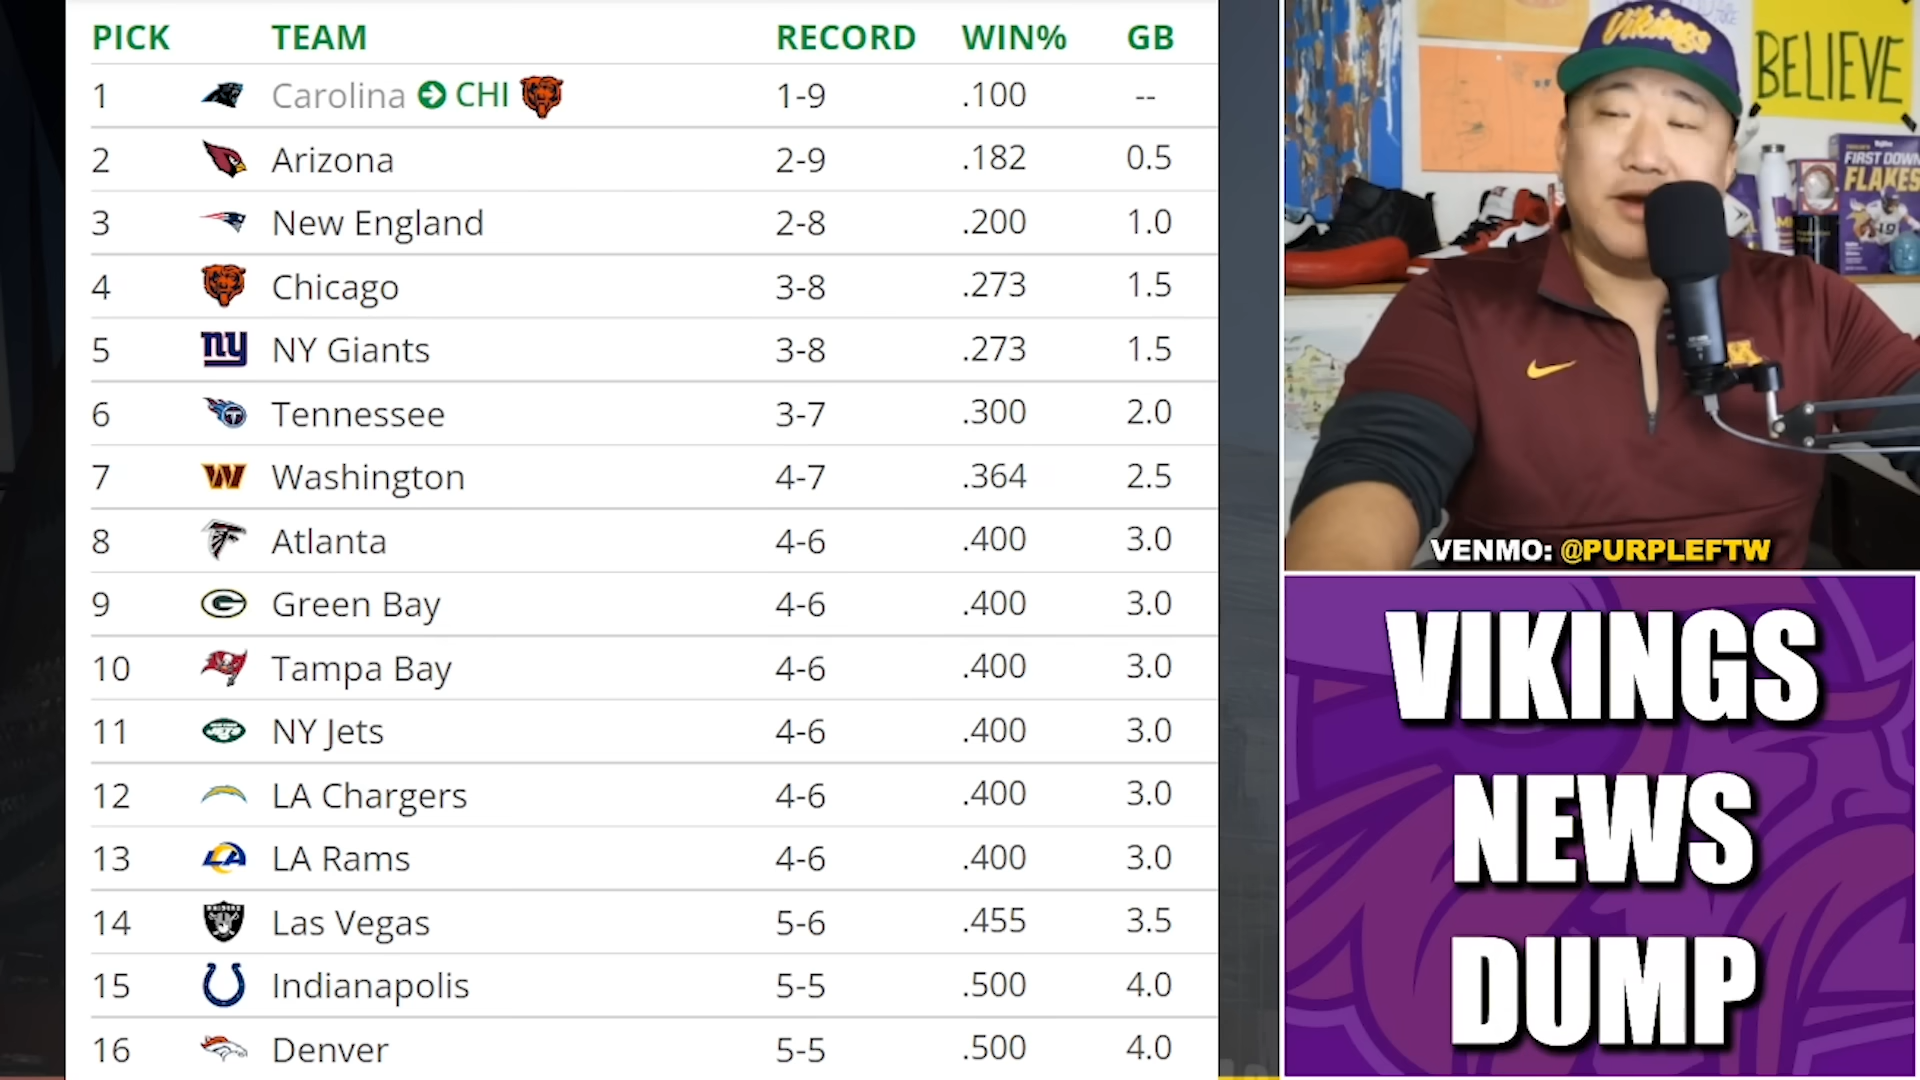 PICK TEAM RECORD WIN% GB
1 Carolina CHI 1-9 .100 --
2 Arizona 2-9 .182 0.5
3 New England 2-8 .200 1.0
4 Chicago 3-8 .273 1.5
5 NY Giants 3-8 .273 1.5
6 Tennessee 3-7 .300 2.0
7 Washington 4-7 .364 2.5
8 Atlanta 4-6 .400 3.0
9 Green Bay 4-6 .400 3.0
10 Tampa Bay 4-6 .400 3.0
11 NY Jets 4-6 .400 3.0
12 LA Chargers 4-6 .400 3.0
13 LA Rams 4-6 .400 3.0
14 Las Vegas 5-6 .455 3.5
15 Indianapolis 5-5 .500 4.0
16 Denver 5-5 .500 4.0
Vikings
BELIEVE
FIRST DOWN
FLAKES
19
VENMO: @PURPLEFTW
VIKINGS
NEWS
DUMP